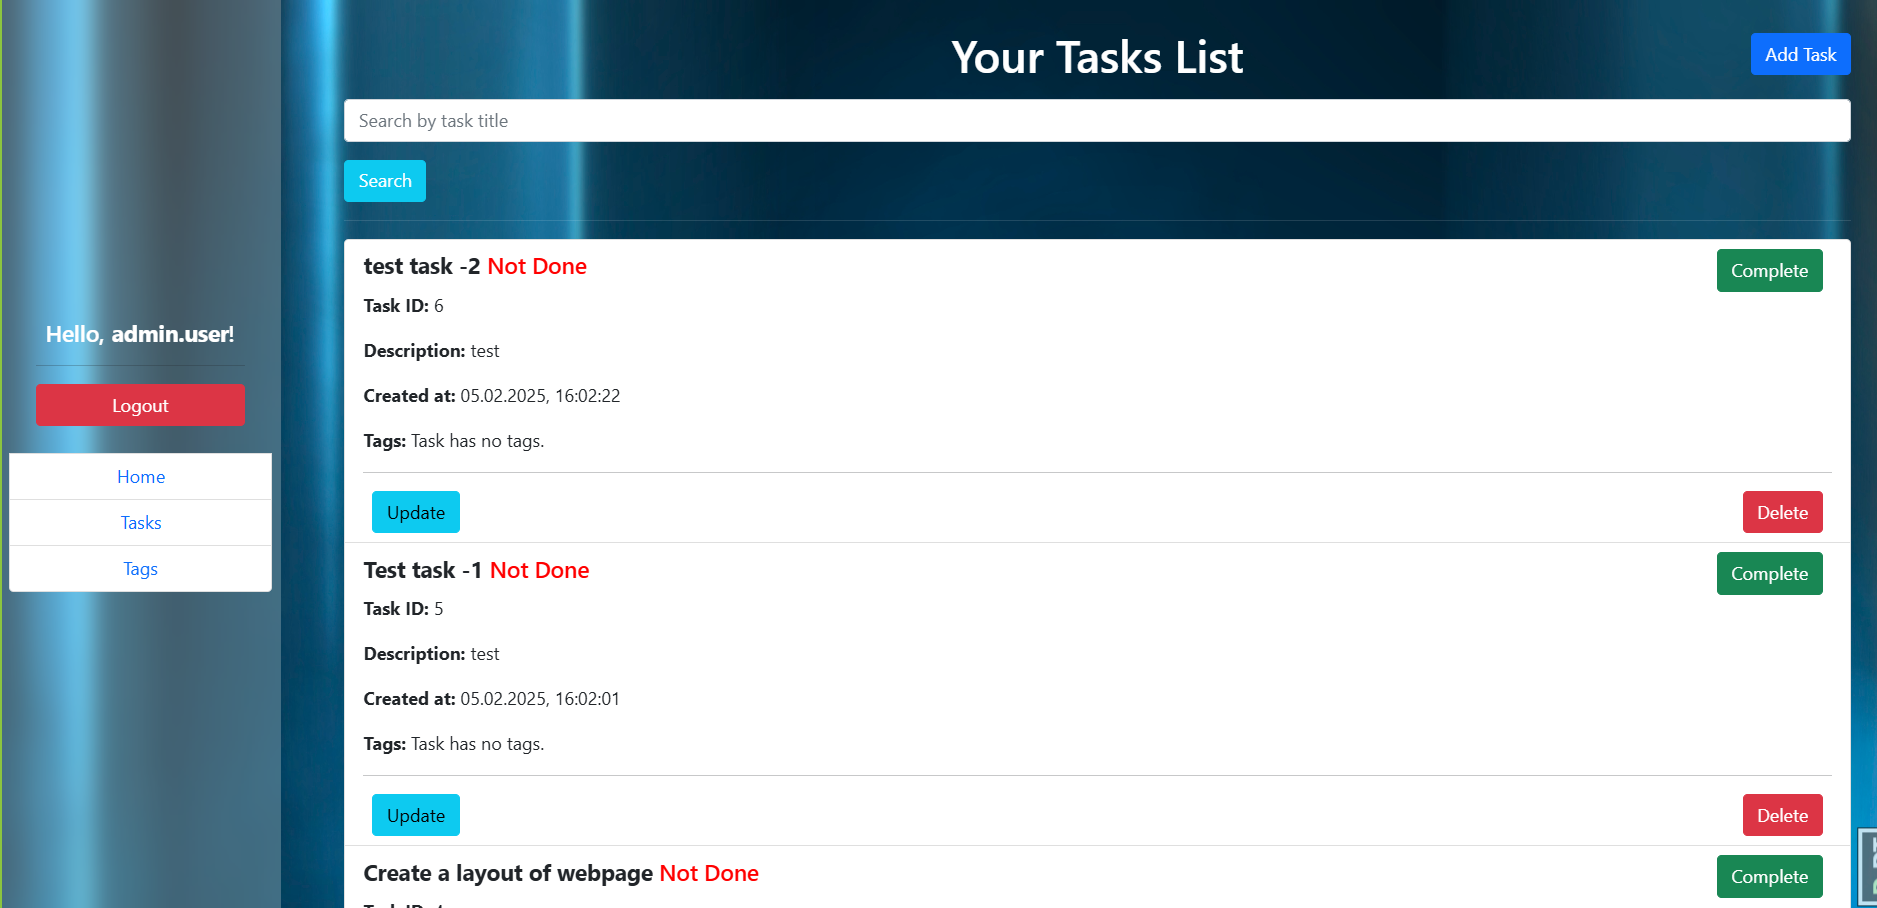 Your Tasks List
Add Task
Search by task title
Search
Hello, admin.user!
Logout
Home
Tasks
Tags
test task -2 Not Done
Complete
Task ID: 6
Description: test
Created at: 05.02.2025, 16:02:22
Tags: Task has no tags.
Update
Delete
Test task -1 Not Done
Complete
Task ID: 5
Description: test
Created at: 05.02.2025, 16:02:01
Tags: Task has no tags.
Update
Delete
Create a layout of webpage Not Done
Complete
Task ID: